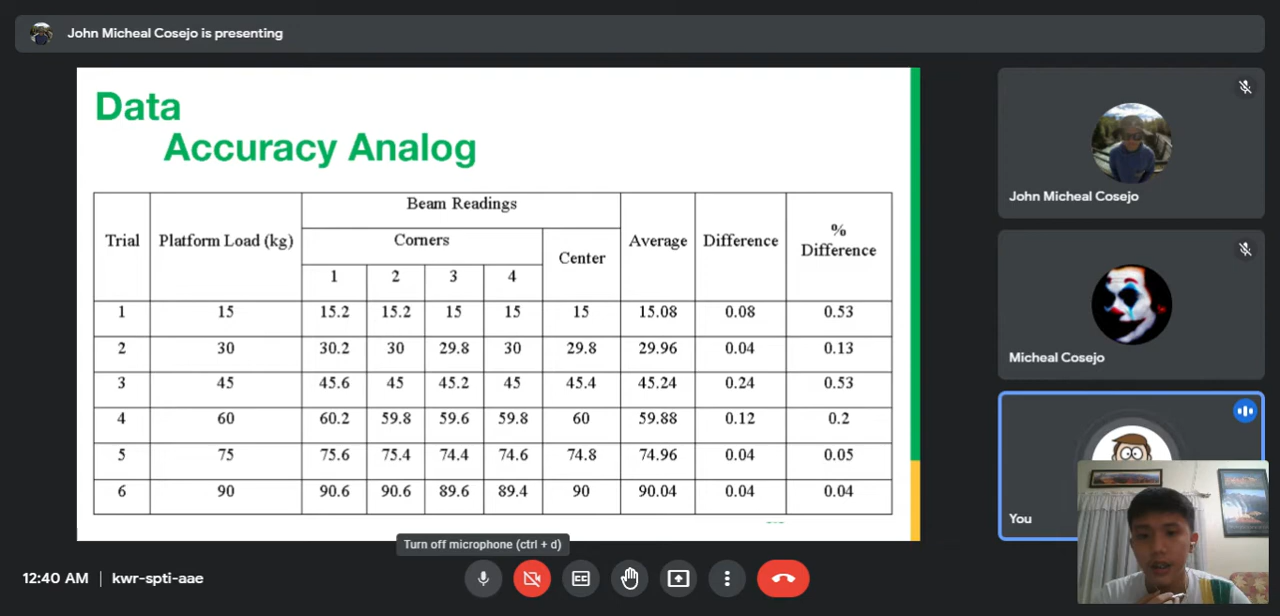 John Micheal Cosejo is presenting
Data
Accuracy Analog
Trial Platform Load (kg) Beam Readings Average Difference % Difference
Corners Center
1 2 3 4
1 15 15.2 15.2 15 15 15 15.08 0.08 0.53
2 30 30.2 30 29.8 30 29.8 29.96 0.04 0.13
3 45 45.6 45 45.2 45 45.4 45.24 0.24 0.53
4 60 60.2 59.8 59.6 59.8 60 59.88 0.12 0.2
5 75 75.6 75.4 74.4 74.6 74.8 74.96 0.04 0.05
6 90 90.6 90.6 89.6 89.4 90 90.04 0.04 0.04
John Micheal Cosejo
Micheal Cosejo
You
Turn off microphone (ctrl + d)
12:40 AM | kwr-spti-aae
CC